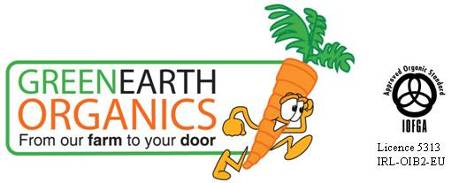 GREENEARTH
ORGANICS
From our farm to your door
Approved Organic Standard
IOFGA
Licence 5313
IRL-OIB2-EU